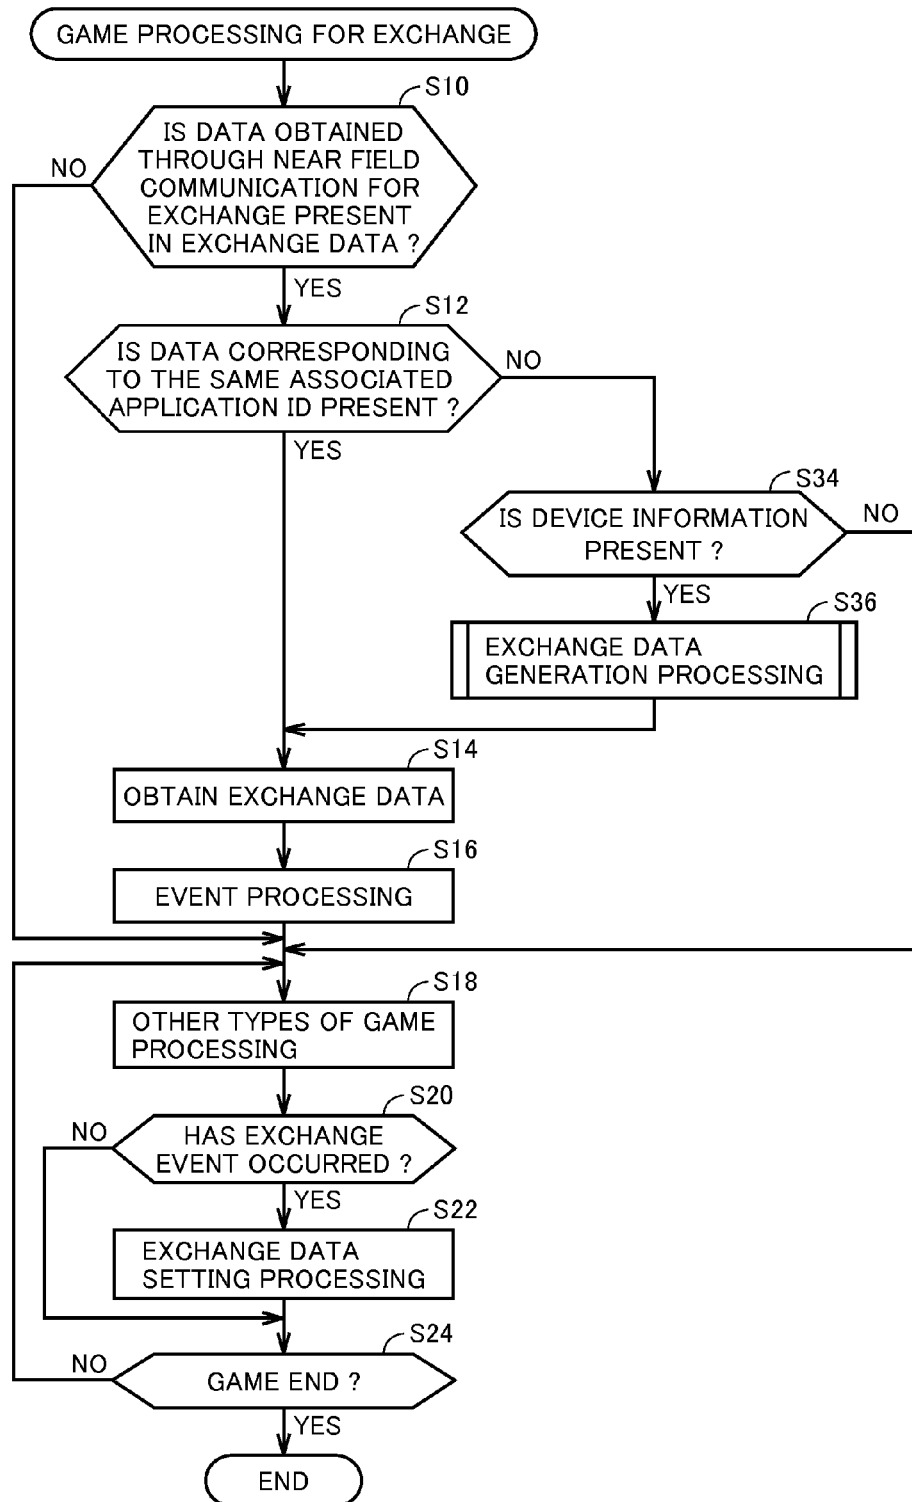 GAME PROCESSING FOR EXCHANGE
S10
IS DATA OBTAINED
THROUGH NEAR FIELD
COMMUNICATION FOR
EXCHANGE PRESENT
IN EXCHANGE DATA ?
NO
YES
S12
IS DATA CORRESPONDING
TO THE SAME ASSOCIATED
APPLICATION ID PRESENT ?
NO
YES
S34
IS DEVICE INFORMATION
PRESENT ?
NO
YES
S36
EXCHANGE DATA
GENERATION PROCESSING
S14
OBTAIN EXCHANGE DATA
S16
EVENT PROCESSING
S18
OTHER TYPES OF GAME
PROCESSING
S20
HAS EXCHANGE
EVENT OCCURRED ?
NO
YES
S22
EXCHANGE DATA
SETTING PROCESSING
S24
GAME END ?
NO
YES
END